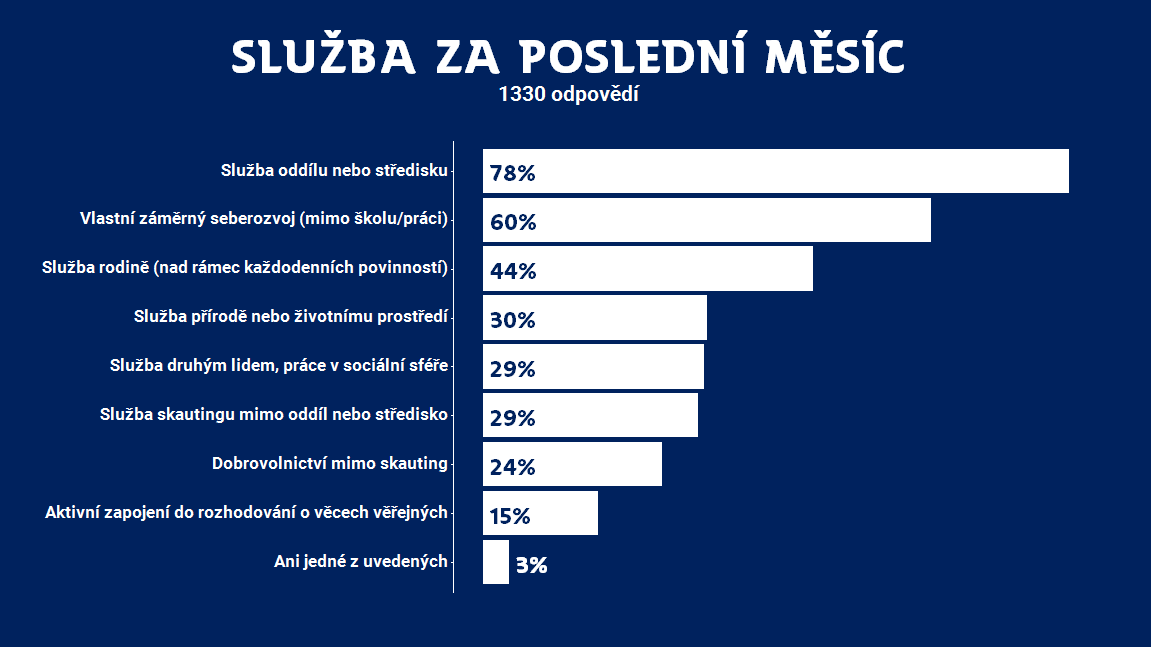 SLUŽBA ZA POSLEDNÍ MĚSÍC
1330 odpovědí
Služba oddílu nebo středisku 78%
Vlastní záměrný seberozvoj (mimo školu/práci) 60%
Služba rodině (nad rámec každodenních povinností) 44%
Služba přírodě nebo životnímu prostředí 30%
Služba druhým lidem, práce v sociální sféře 29%
Služba skautingu mimo oddíl nebo středisko 29%
Dobrovolnictví mimo skauting 24%
Aktivní zapojení do rozhodování o věcech věřejných 15%
Ani jedné z uvedených 3%